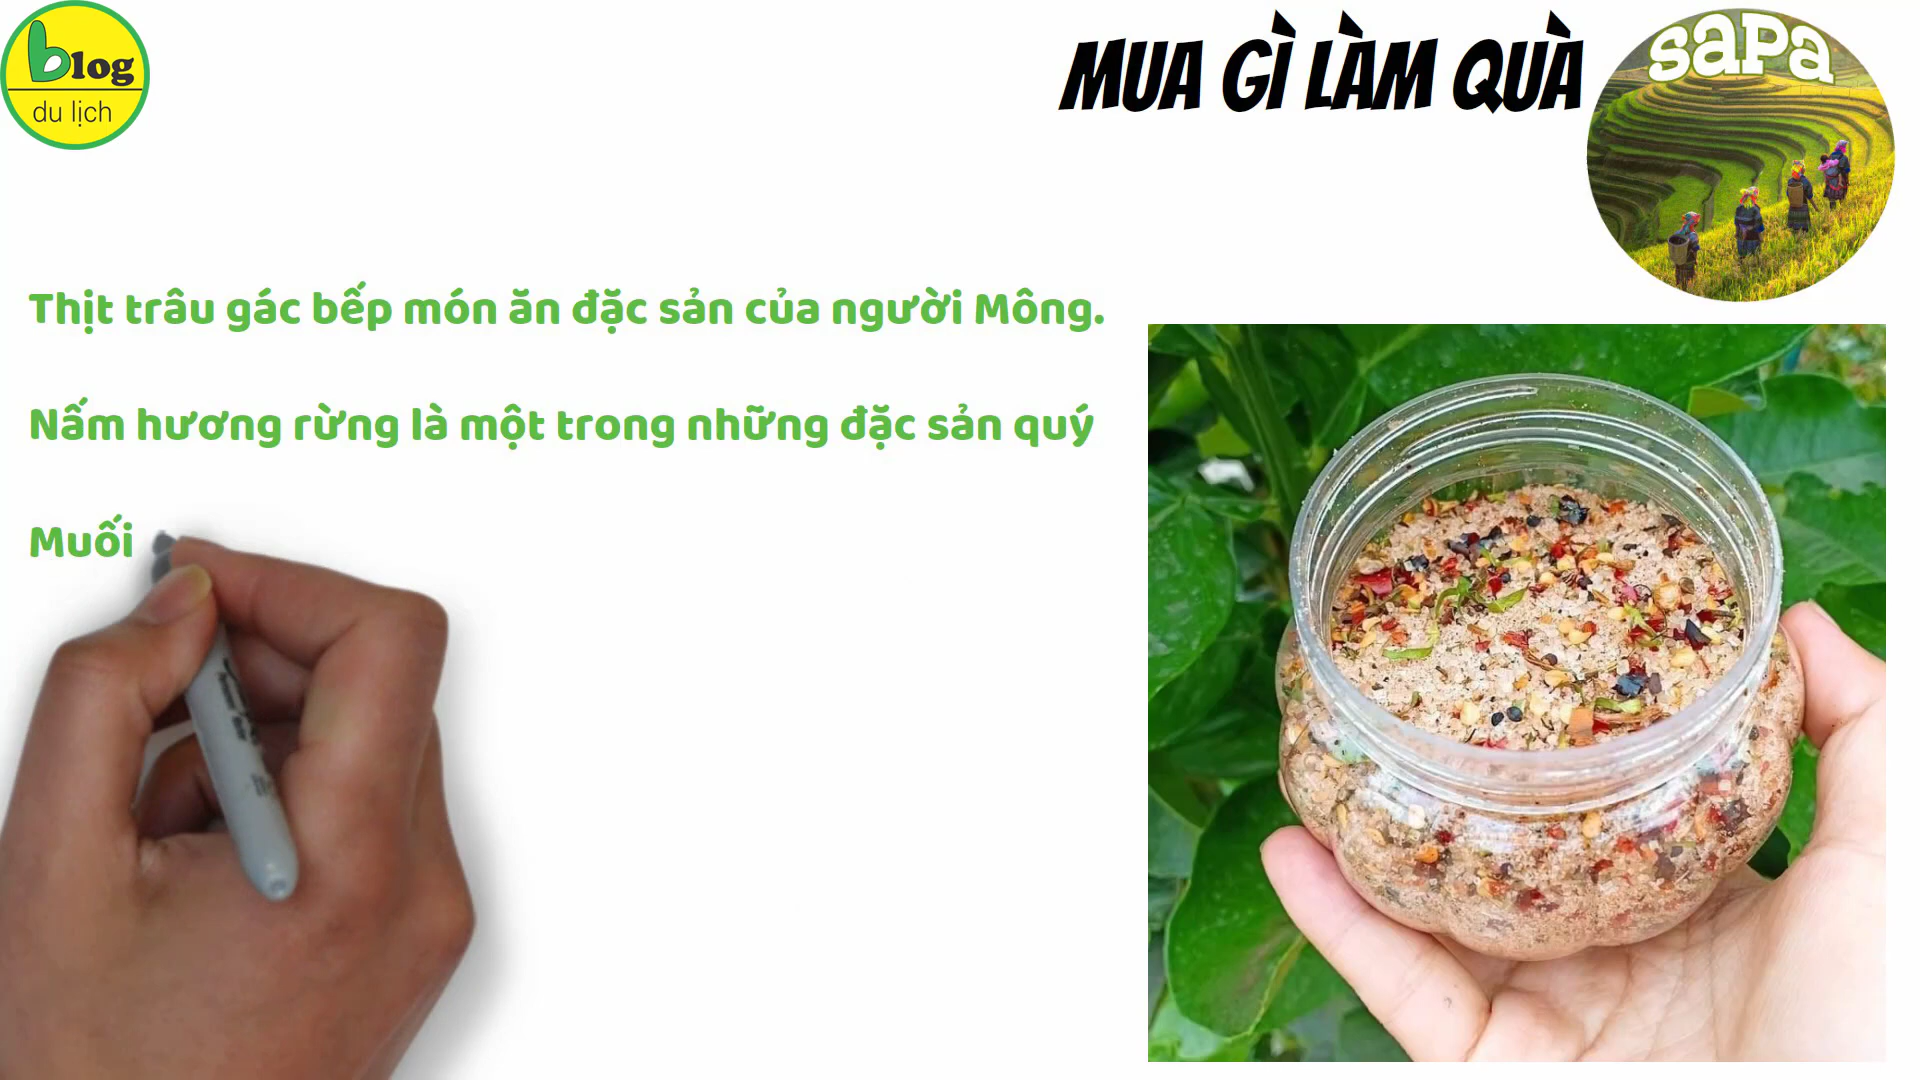 blog
du lịch
MUA GÌ LÀM QUÀ
SAPA
Thịt trâu gác bếp món ăn đặc sản của người Mông.
Nấm hương rừng là một trong những đặc sản quý
Muối